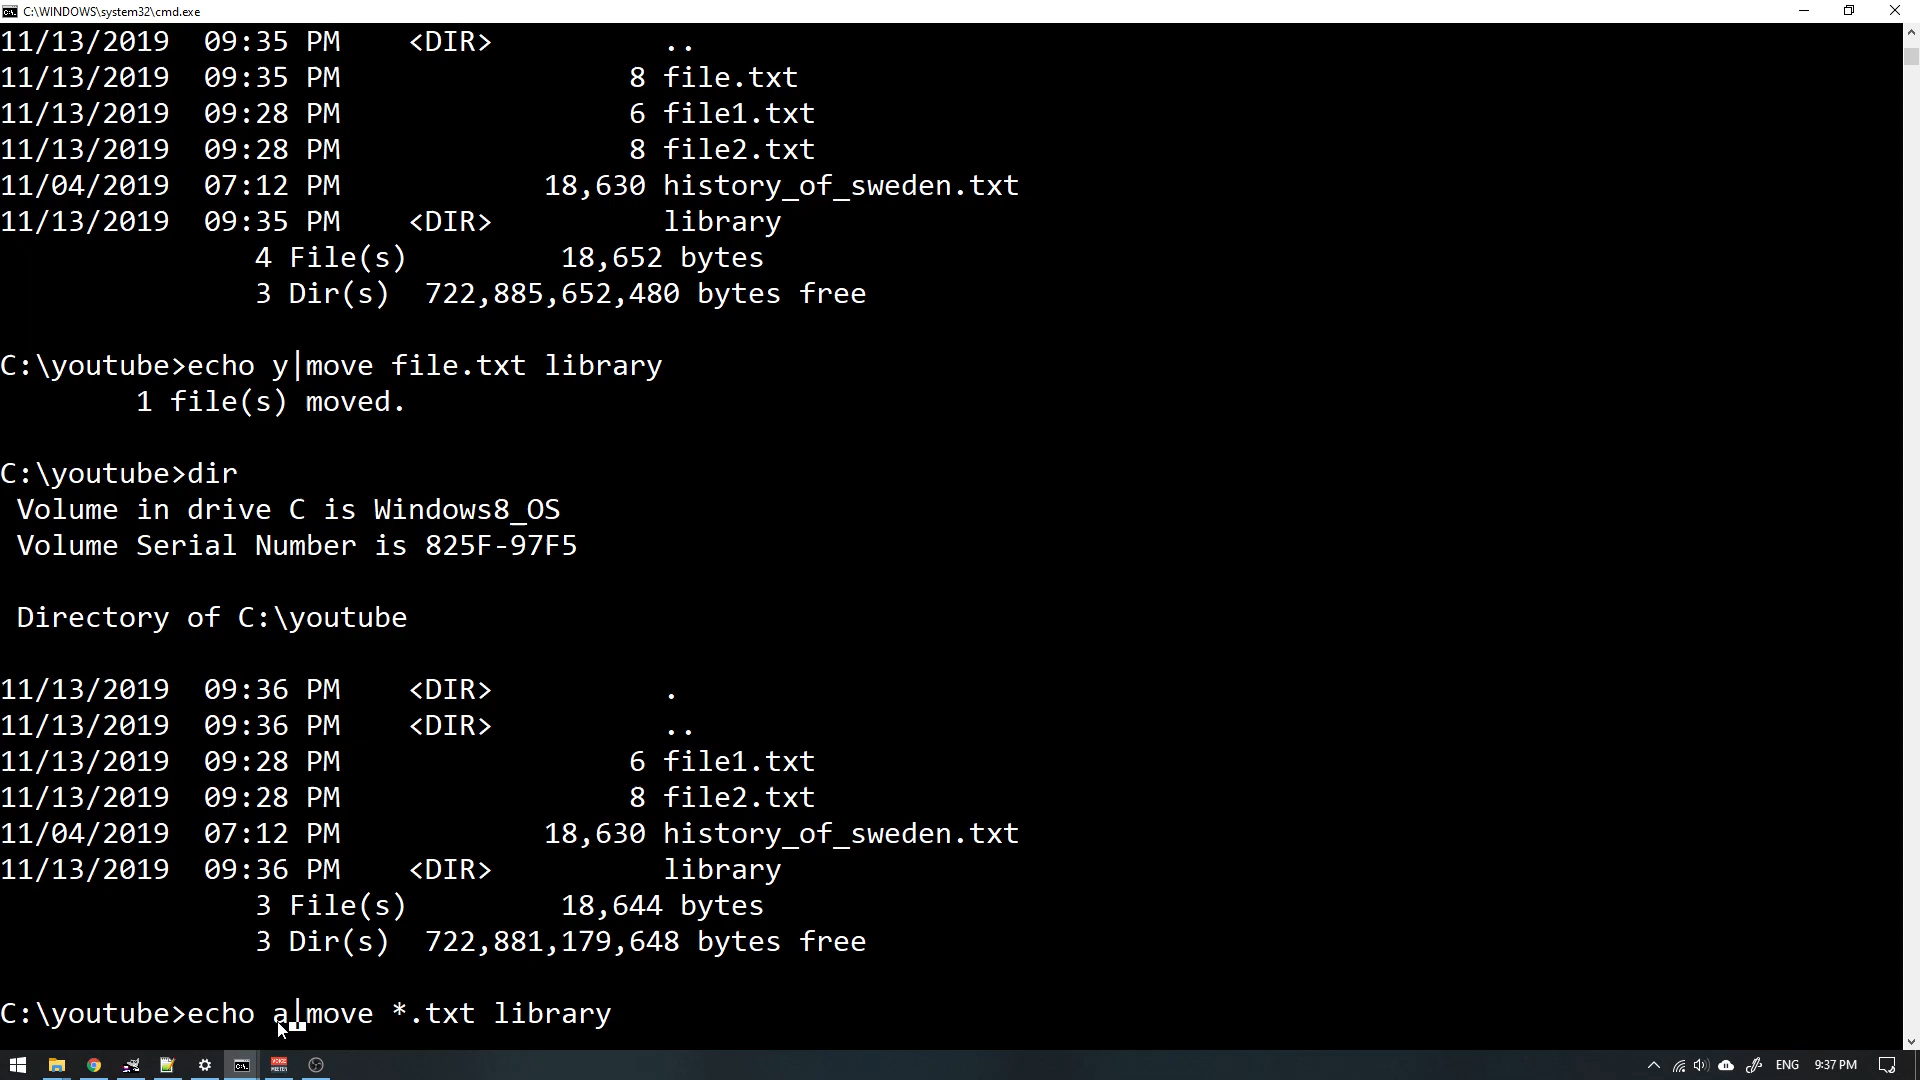 C:\WINDOWS\system32\cmd.exe
11/13/2019  09:35 PM    <DIR>          ..
11/13/2019  09:35 PM                 8 file.txt
11/13/2019  09:28 PM                 6 file1.txt
11/13/2019  09:28 PM                 8 file2.txt
11/04/2019  07:12 PM            18,630 history_of_sweden.txt
11/13/2019  09:35 PM    <DIR>          library
               4 File(s)         18,652 bytes
               3 Dir(s)  722,885,652,480 bytes free
C:\youtube>echo y|move file.txt library
        1 file(s) moved.
C:\youtube>dir
 Volume in drive C is Windows8_OS
 Volume Serial Number is 825F-97F5
 Directory of C:\youtube
11/13/2019  09:36 PM    <DIR>          .
11/13/2019  09:36 PM    <DIR>          ..
11/13/2019  09:28 PM                 6 file1.txt
11/13/2019  09:28 PM                 8 file2.txt
11/04/2019  07:12 PM            18,630 history_of_sweden.txt
11/13/2019  09:36 PM    <DIR>          library
               3 File(s)         18,644 bytes
               3 Dir(s)  722,881,179,648 bytes free
C:\youtube>echo a|move *.txt library
ENG 9:37 PM